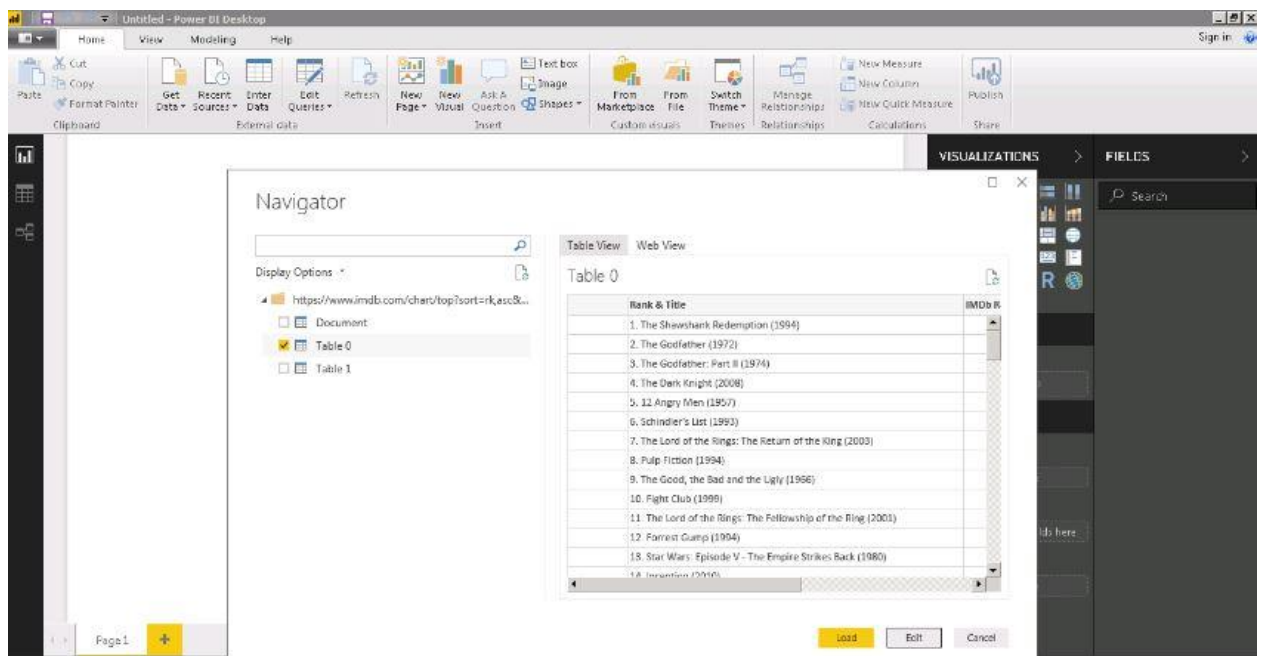 Untitled - Power BI Desktop
Home View Modeling Help
Sign in
Paste
Cut
Copy
Format Painter
Clipboard
Get Data
Recent Sources
Enter Data
Edit Queries
Refresh
External data
New Page
New Visual
Ask A Question
Text box
Image
Shapes
Insert
From Marketplace
From File
Custom visuals
Switch Theme
Themes
Manage Relationships
Relationships
New Measure
New Column
New Quick Measure
Calculations
Publish
Share
VISUALIZATIONS
FIELDS
Search
R
Navigator
Display Options
https://www.imdb.com/chart/top?sort=rk,asc&...
Document
Table 0
Table 1
Table View Web View
Table 0
Rank & Title IMDb R
1. The Shawshank Redemption (1994)
2. The Godfather (1972)
3. The Godfather: Part II (1974)
4. The Dark Knight (2008)
5. 12 Angry Men (1957)
6. Schindler's List (1993)
7. The Lord of the Rings: The Return of the King (2003)
8. Pulp Fiction (1994)
9. The Good, the Bad and the Ugly (1966)
10. Fight Club (1999)
11. The Lord of the Rings: The Fellowship of the Ring (2001)
12. Forrest Gump (1994)
13. Star Wars: Episode V - The Empire Strikes Back (1980)
14. Inception (2010)
lds here
Load Edit Cancel
Page 1